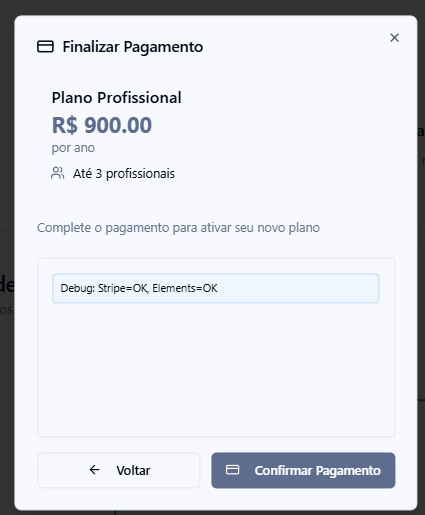 Finalizar Pagamento
Plano Profissional
R$ 900.00
por ano
Até 3 profissionais
Complete o pagamento para ativar seu novo plano
Debug: Stripe=OK, Elements=OK
Voltar
Confirmar Pagamento